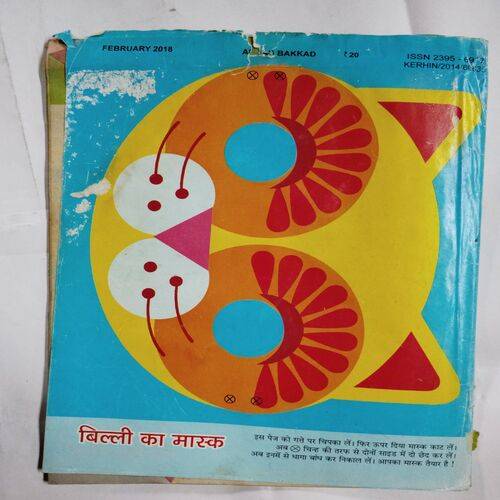 FEBRUARY 2018
BAKKAD
₹ 20
ISSN 2395 -
KERHIN/2014/
बिल्ली का मास्क
इस पेज को गत्ते पर चिपका लें। फिर ऊपर दिया मास्क काट लें।
अब ⊗ चिन्ह की तरफ से दोनों साइड में दो छेद कर लें।
अब इनमें से धागा बांध कर निकाल लें। आपका मास्क तैयार है !